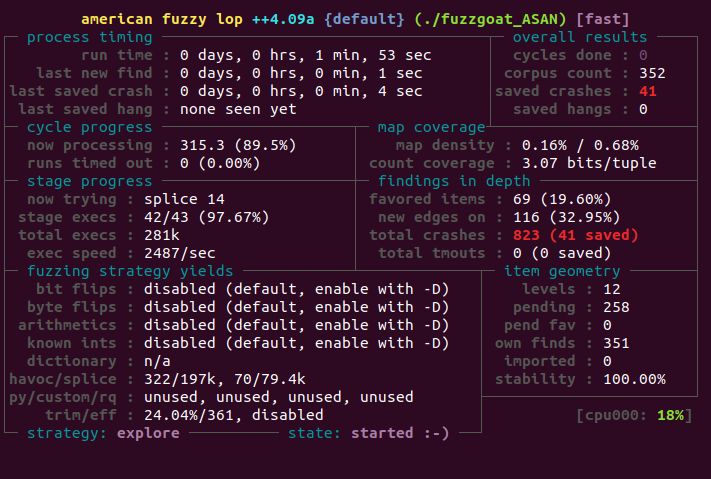 american fuzzy lop ++4.09a {default} (./fuzzgoat_ASAN) [fast]
process timing overall results
run time : 0 days, 0 hrs, 1 min, 53 sec cycles done : 0
last new find : 0 days, 0 hrs, 0 min, 1 sec corpus count : 352
last saved crash : 0 days, 0 hrs, 0 min, 4 sec saved crashes : 41
last saved hang : none seen yet saved hangs : 0
cycle progress map coverage
now processing : 315.3 (89.5%) map density : 0.16% / 0.68%
runs timed out : 0 (0.00%) count coverage : 3.07 bits/tuple
stage progress findings in depth
now trying : splice 14 favored items : 69 (19.60%)
stage execs : 42/43 (97.67%) new edges on : 116 (32.95%)
total execs : 281k total crashes : 823 (41 saved)
exec speed : 2487/sec total tmouts : 0 (0 saved)
fuzzing strategy yields item geometry
bit flips : disabled (default, enable with -D) levels : 12
byte flips : disabled (default, enable with -D) pending : 258
arithmetics : disabled (default, enable with -D) pend fav : 0
known ints : disabled (default, enable with -D) own finds : 351
dictionary : n/a imported : 0
havoc/splice : 322/197k, 70/79.4k stability : 100.00%
py/custom/rq : unused, unused, unused, unused
trim/eff : 24.04%/361, disabled [cpu000: 18%]
strategy: explore state: started :-)